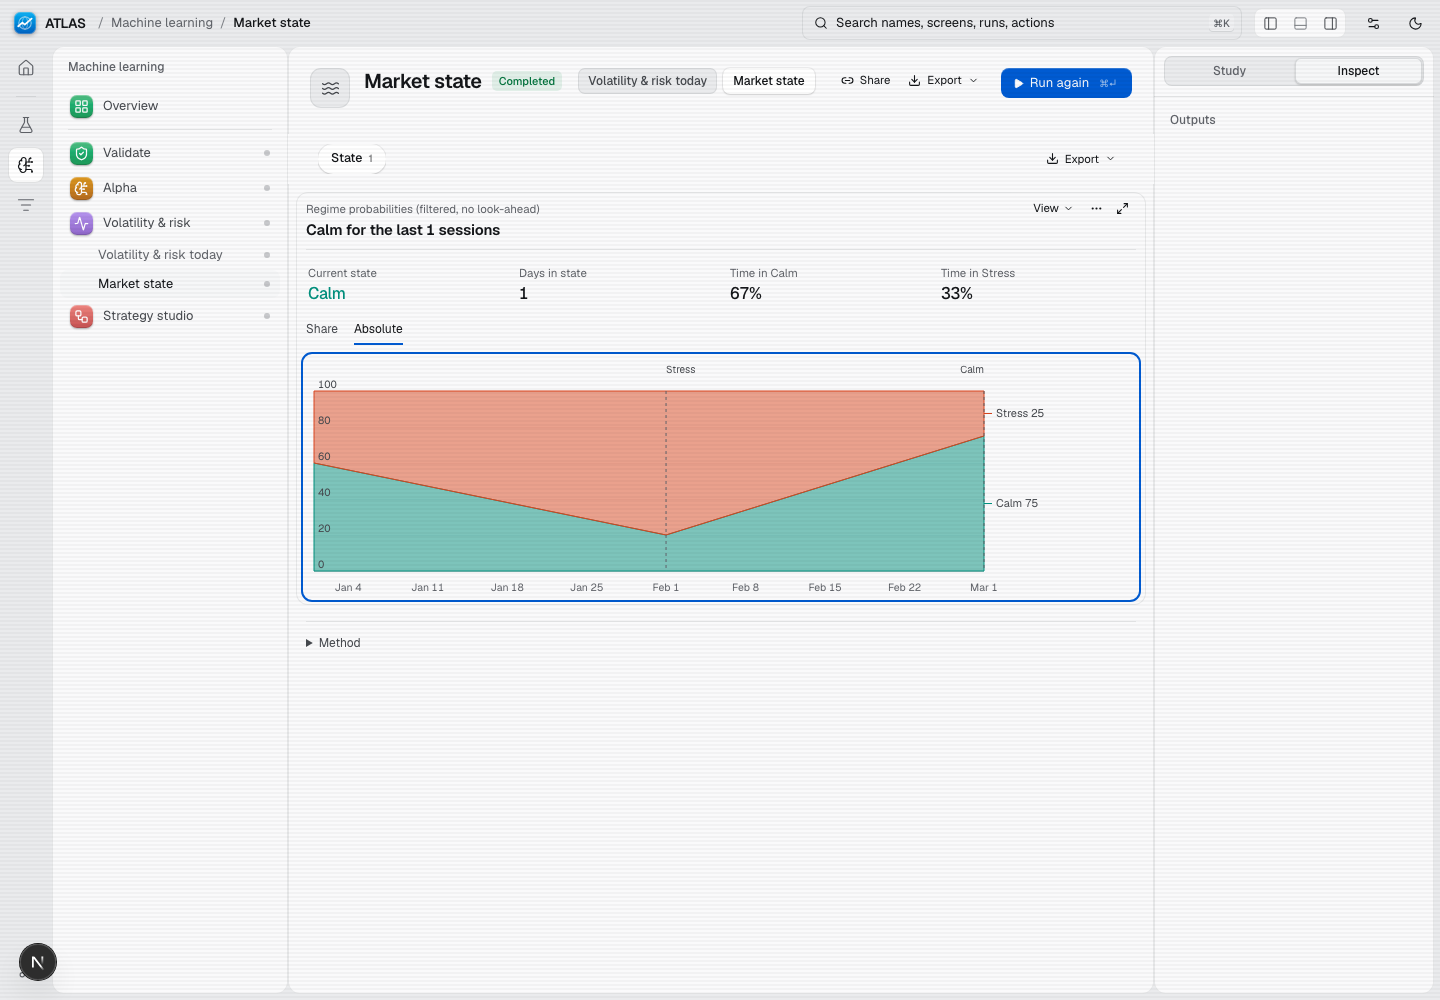 ATLAS / Machine learning / Market state
Search names, screens, runs, actions ⌘K
Machine learning
Overview
Validate
Alpha
Volatility & risk
Volatility & risk today
Market state
Strategy studio
Market state Completed
Volatility & risk today Market state
Share Export Run again ⌘↵
State 1
Export
Regime probabilities (filtered, no look-ahead)
View
Calm for the last 1 sessions
Current state Days in state Time in Calm Time in Stress
Calm 1 67% 33%
Share Absolute
Stress Calm
100
80
60
40
20
0
Stress 25
Calm 75
Jan 4 Jan 11 Jan 18 Jan 25 Feb 1 Feb 8 Feb 15 Feb 22 Mar 1
Method
Study Inspect
Outputs
N